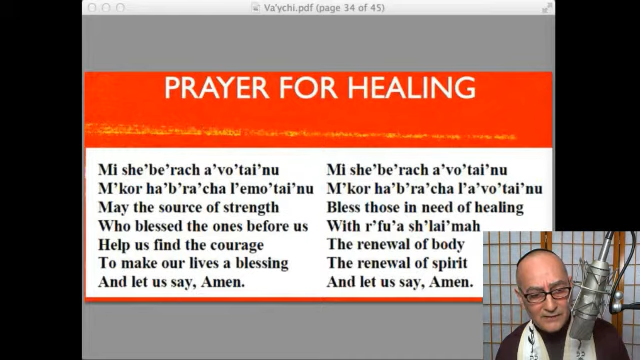 Va'ychi.pdf (page 34 of 45)
PRAYER FOR HEALING
Mi she'be'rach a'vo'tai'nu
M'kor ha'b'ra'cha l'emo'tai'nu
May the source of strength
Who blessed the ones before us
Help us find the courage
To make our lives a blessing
And let us say, Amen.
Mi she'be'rach a'vo'tai'nu
M'kor ha'b'ra'cha l'a'vo'tai'nu
Bless those in need of healing
With r'fu'a sh'lai'mah
The renewal of body
The renewal of spirit
And let us say, Amen.